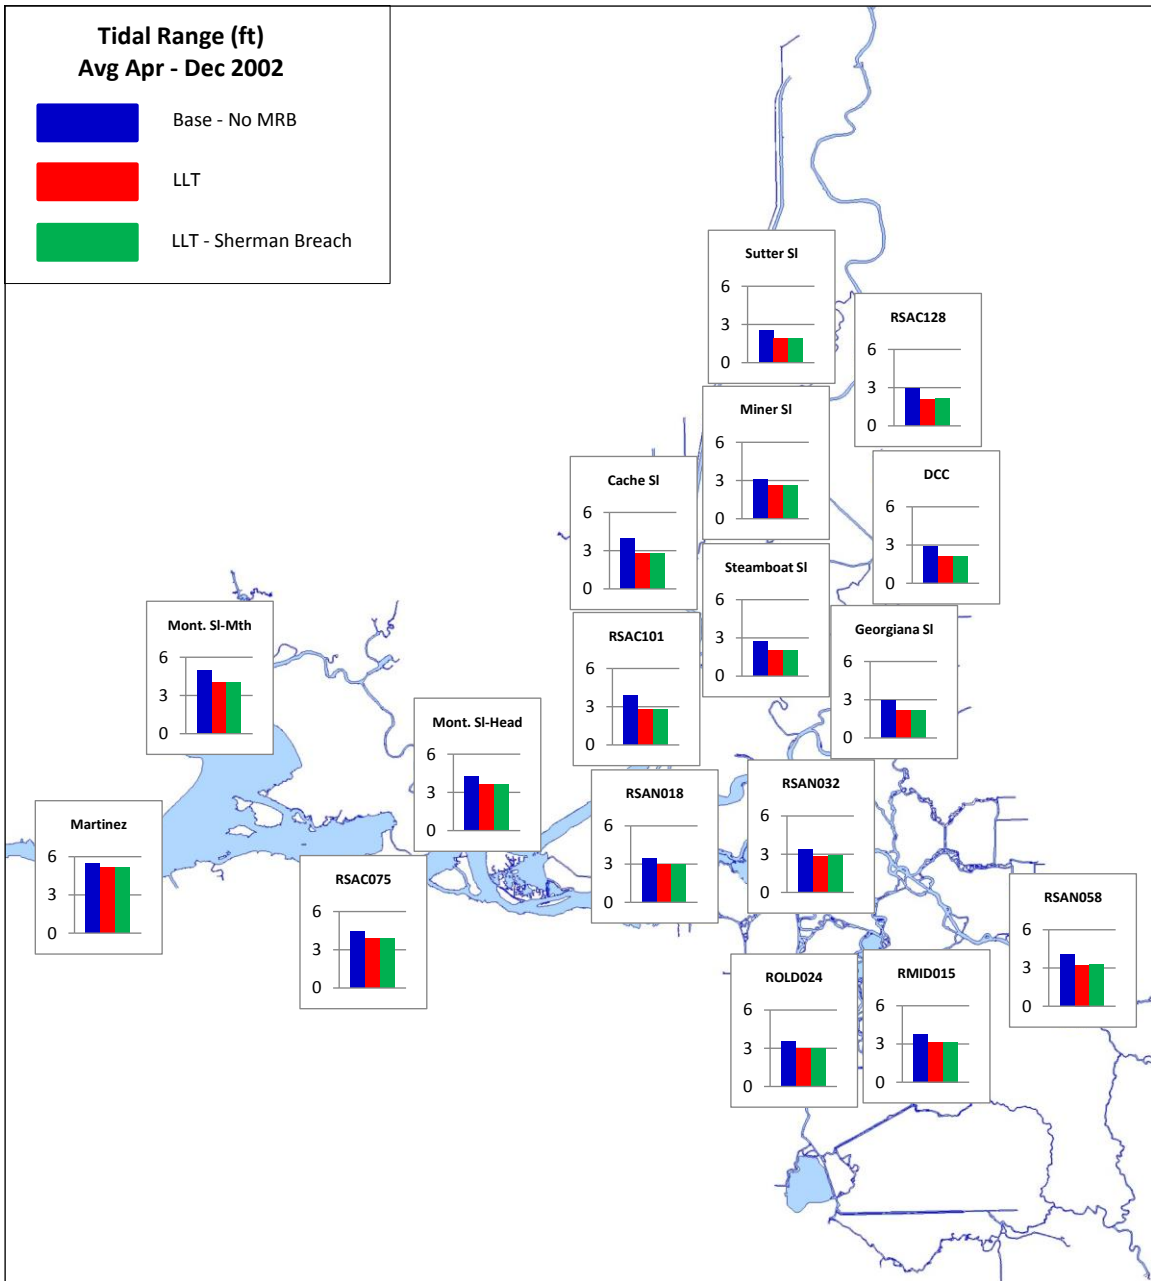 Tidal Range (ft)
Avg Apr - Dec 2002
Base - No MRB
LLT
LLT - Sherman Breach
Sutter Sl
6
3
0
RSAC128
6
3
0
Miner Sl
6
3
0
Cache Sl
6
3
0
DCC
6
3
0
Steamboat Sl
6
3
0
Mont. Sl-Mth
6
3
0
RSAC101
6
3
0
Georgiana Sl
6
3
0
Mont. Sl-Head
6
3
0
RSAN018
6
3
0
RSAN032
6
3
0
Martinez
6
3
0
RSAC075
6
3
0
RSAN058
6
3
0
ROLD024
6
3
0
RMID015
6
3
0